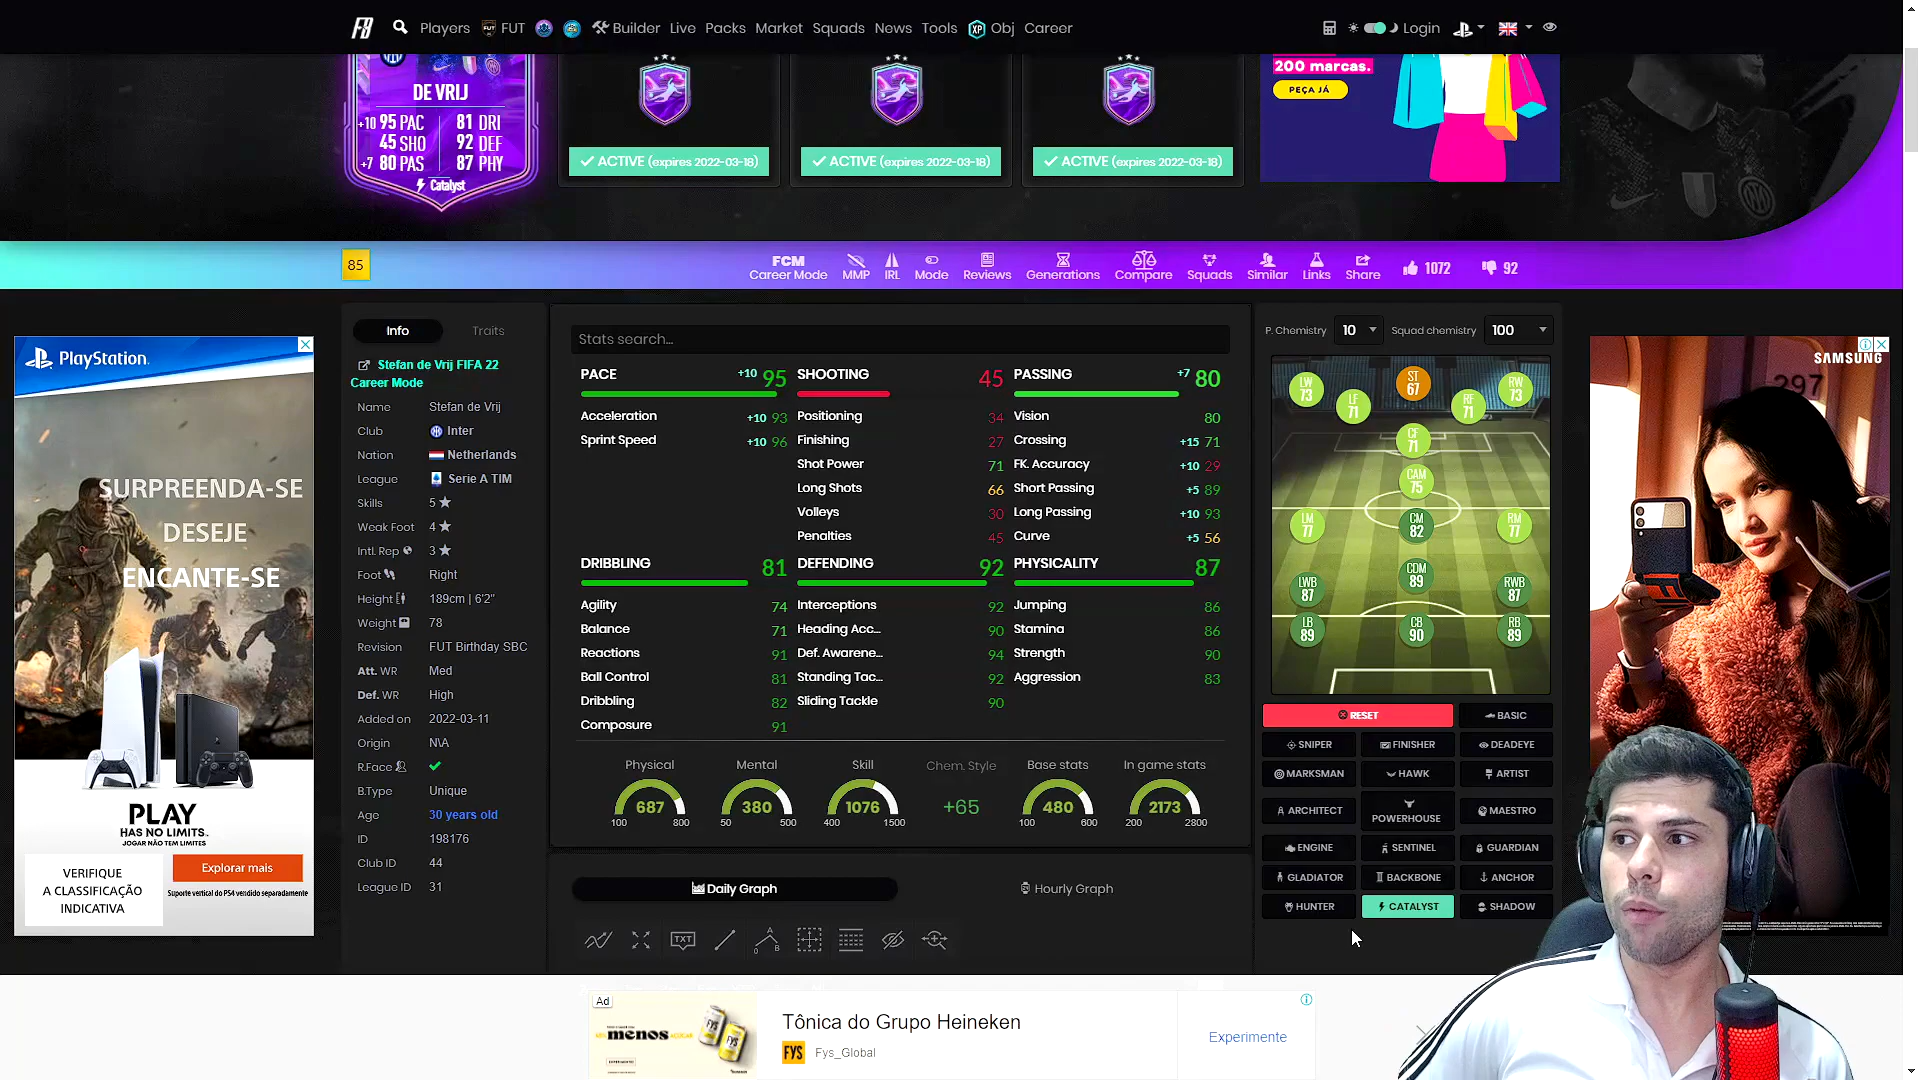 FB Players FUT Builder Live Packs Market Squads News Tools XP Obj Career Login
DE VRIJ
+10 95 PAC 81 DRI
45 SHO 92 DEF
+7 80 PAS 87 PHY
Catalyst
ACTIVE (expires 2022-03-18)
ACTIVE (expires 2022-03-18)
ACTIVE (expires 2022-03-18)
200 marcas.
PEÇA JÁ
85
FCM
Career Mode
MMP
IRL
Mode
Reviews
Generations
Compare
Squads
Similar
Links
Share
1072
92
Info Traits
Stefan de Vrij FIFA 22
Career Mode
Name Stefan de Vrij
Club Inter
Nation Netherlands
League Serie A TIM
Skills 5
Weak Foot 4
Intl. Rep 3
Foot Right
Height 189cm | 6'2"
Weight 78
Revision FUT Birthday SBC
Att. WR Med
Def. WR High
Added on 2022-03-11
Origin N\A
R.Face
B.Type Unique
Age 30 years old
ID 198176
Club ID 44
League ID 31
Stats search...
PACE +10 95
Acceleration +10 93
Sprint Speed +10 96
SHOOTING 45
Positioning 34
Finishing 27
Shot Power 71
Long Shots 66
Volleys 30
Penalties 45
PASSING +7 80
Vision 80
Crossing +15 71
FK. Accuracy +10 29
Short Passing +5 89
Long Passing +10 93
Curve +5 56
DRIBBLING 81
Agility 74
Balance 71
Reactions 91
Ball Control 81
Dribbling 82
Composure 91
DEFENDING 92
Interceptions 92
Heading Acc... 90
Def. Awarene... 94
Standing Tac... 92
Sliding Tackle 90
PHYSICALITY 87
Jumping 86
Stamina 86
Strength 90
Aggression 83
Physical Mental Skill Chem. Style Base stats In game stats
687 380 1076 +65 480 2173
100 800 50 500 400 1500 100 600 200 2800
Daily Graph Hourly Graph
TXT
P. Chemistry 10 Squad chemistry 100
LW 73
ST 67
RW 73
LF 71
RF 71
CF 71
CAM 75
LM 77
CM 82
RM 77
CDM 89
LWB 87
RWB 87
LB 89
CB 90
RB 89
RESET BASIC
SNIPER FINISHER DEADEYE
MARKSMAN HAWK ARTIST
ARCHITECT POWERHOUSE MAESTRO
ENGINE SENTINEL GUARDIAN
GLADIATOR BACKBONE ANCHOR
HUNTER CATALYST SHADOW
PlayStation.
SURPREENDA-SE
DESEJE
ENCANTE-SE
PLAY
HAS NO LIMITS.
JOGAR NÃO TEM LIMITES
VERIFIQUE
A CLASSIFICAÇÃO
INDICATIVA
Explorar mais
Suporte vertical do PS4 vendido separadamente
SAMSUNG
297
Ad
menos
FYS
Tônica do Grupo Heineken
FYS Fys_Global
Experimente